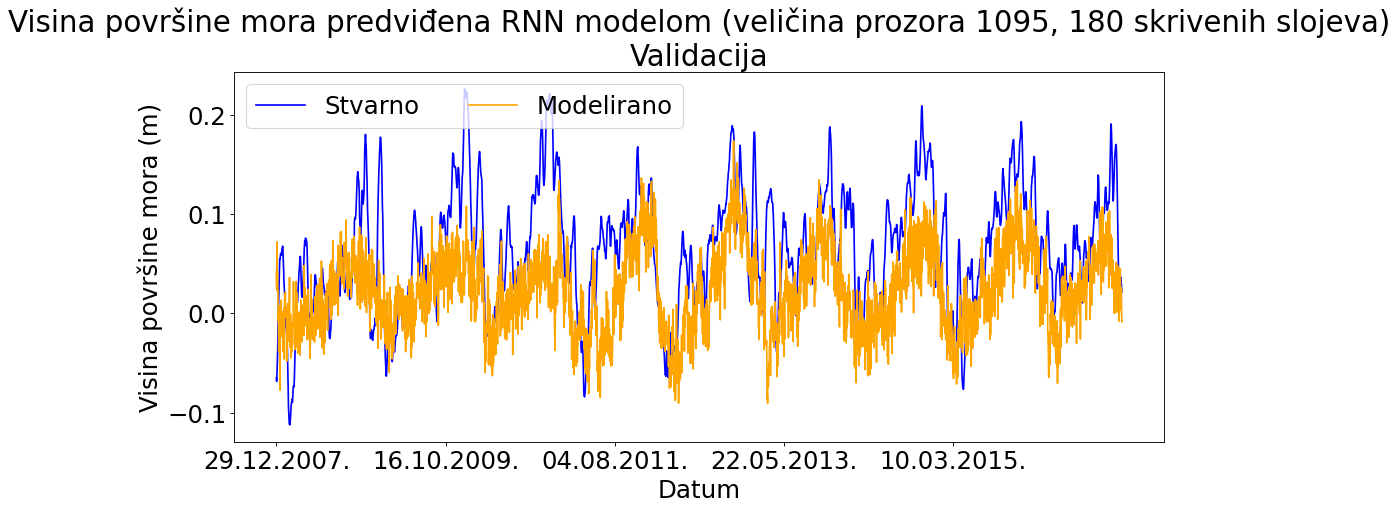 Visina površine mora predviđena RNN modelom (veličina prozora 1095, 180 skrivenih slojeva)
Validacija
Stvarno Modelirano
Visina površine mora (m)
0.2
0.1
0.0
−0.1
29.12.2007. 16.10.2009. 04.08.2011. 22.05.2013. 10.03.2015.
Datum